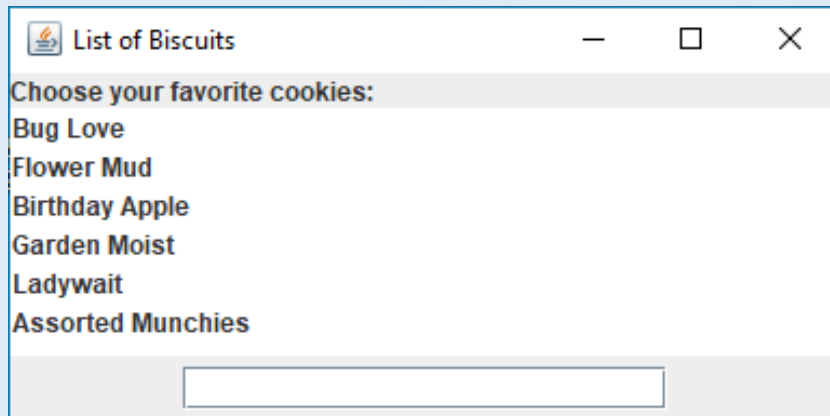 List of Biscuits
Choose your favorite cookies:
Bug Love
Flower Mud
Birthday Apple
Garden Moist
Ladywait
Assorted Munchies